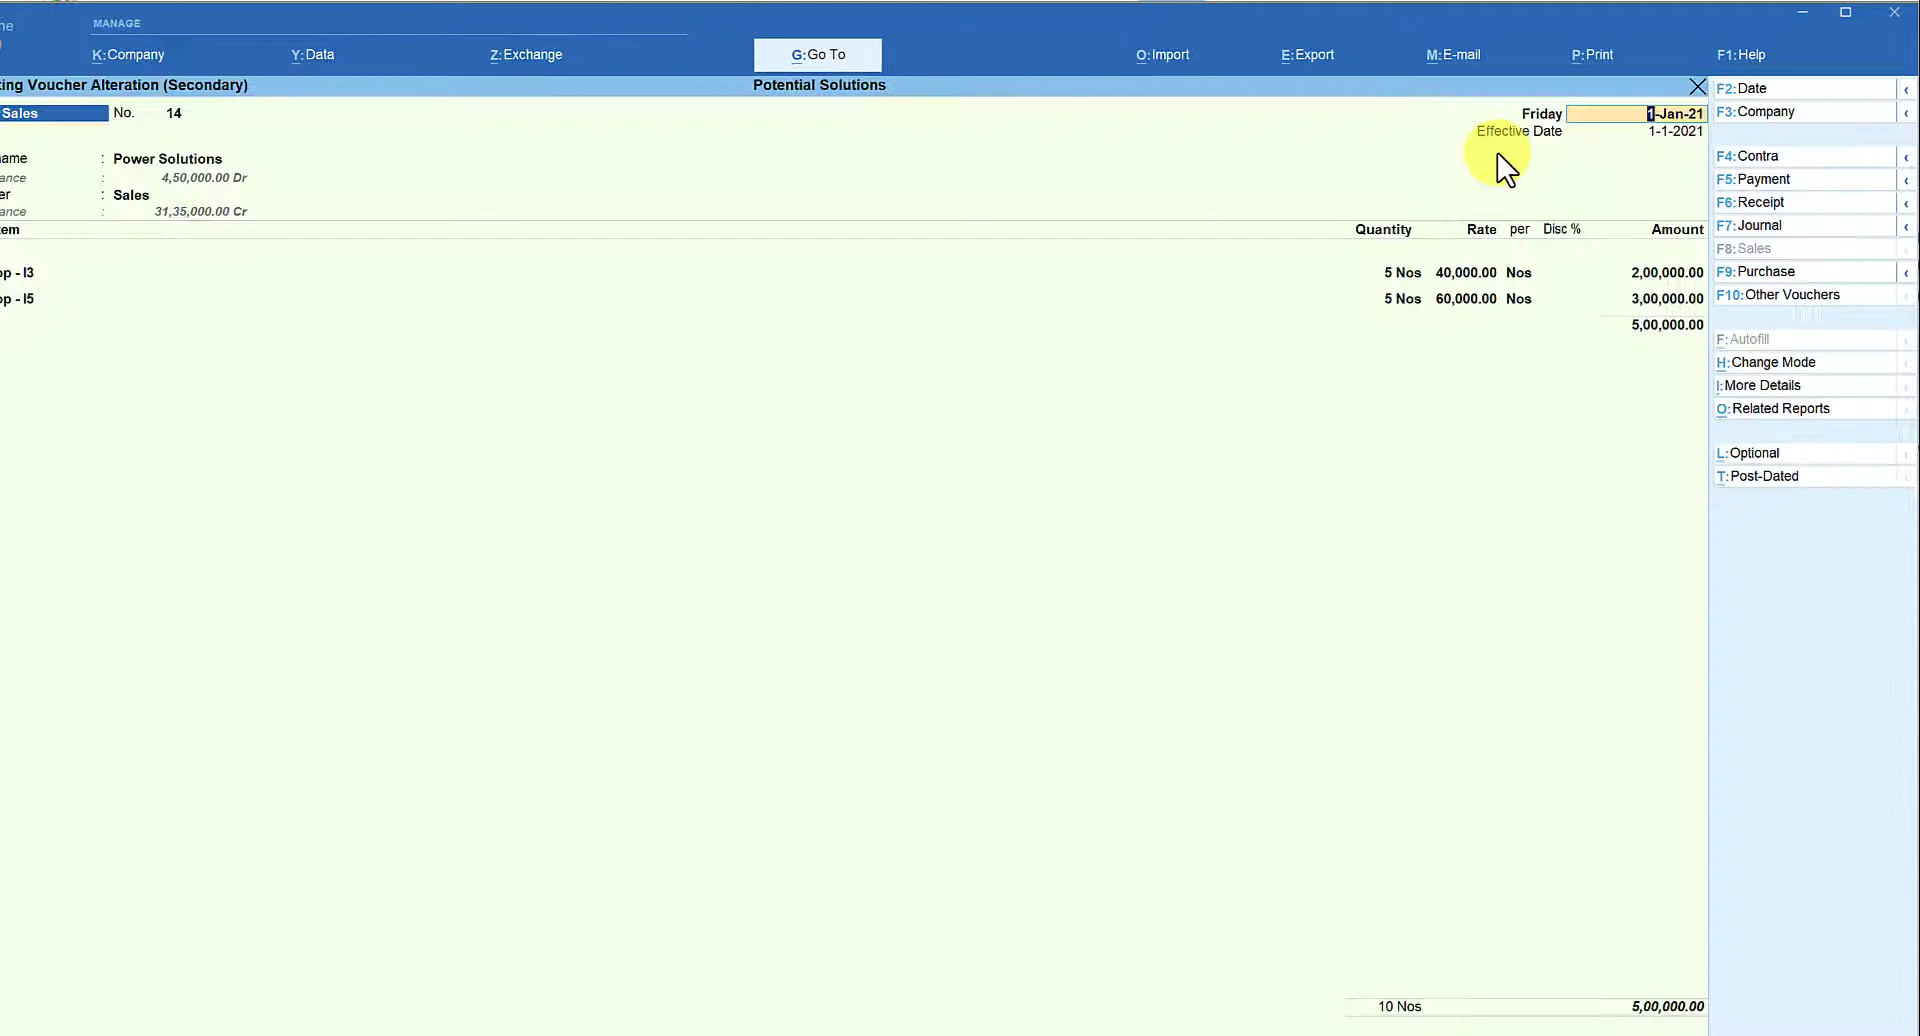 ne MANAGE
K:Company Y:Data Z:Exchange G:Go To O:Import E:Export M:E-mail P:Print F1:Help
ing Voucher Alteration (Secondary) Potential Solutions
Sales No. 14 Friday 1-Jan-21
Effective Date 1-1-2021
ame : Power Solutions
ance : 4,50,000.00 Dr
er : Sales
ance : 31,35,000.00 Cr
em Quantity Rate per Disc % Amount
op - I3 5 Nos 40,000.00 Nos 2,00,000.00
op - I5 5 Nos 60,000.00 Nos 3,00,000.00
5,00,000.00
10 Nos 5,00,000.00
F2:Date
F3:Company
F4:Contra
F5:Payment
F6:Receipt
F7:Journal
F8:Sales
F9:Purchase
F10:Other Vouchers
F:Autofill
H:Change Mode
I:More Details
O:Related Reports
L:Optional
T:Post-Dated